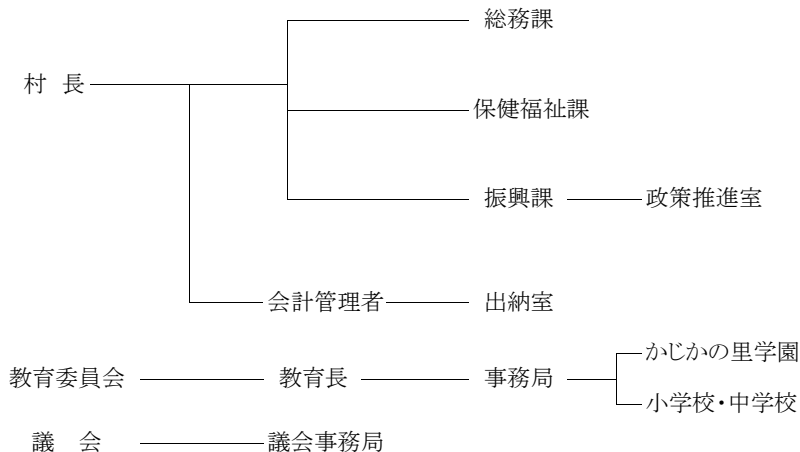 総務課
村 長
保健福祉課
振興課 政策推進室
会計管理者 出納室
かじかの里学園
教育委員会 教育長 事務局
小学校・中学校
議 会 議会事務局